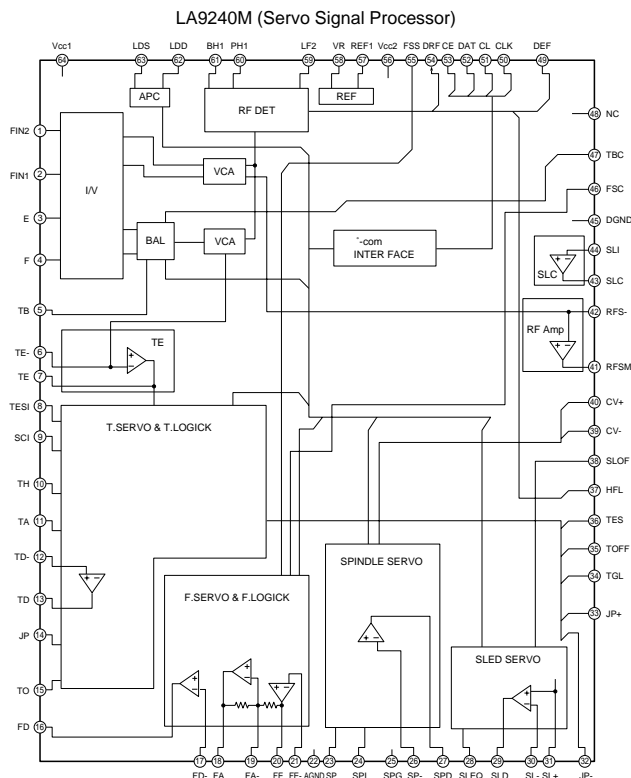 LA9240M (Servo Signal Processor)
Vcc1 LDS LDD BH1 PH1 LF2 VR REF1 Vcc2 FSS DRF CE DAT CL CLK DEF
64 63 62 61 60 59 58 57 56 55 54 53 52 51 50 49
APC
RF DET
REF
FIN2 1
FIN1 2
E 3
F 4
TB 5
TE- 6
TE 7
TESI 8
SCI 9
TH 10
TA 11
TD- 12
TD 13
JP 14
TO 15
FD 16
I/V
VCA
BAL
VCA
-com
INTER FACE
TE
T.SERVO & T.LOGICK
F.SERVO & F.LOGICK
SPINDLE SERVO
SLED SERVO
SLC
RF Amp
48 NC
47 TBC
46 FSC
45 DGND
44 SLI
43 SLC
42 RFS-
41 RFSM
40 CV+
39 CV-
38 SLOF
37 HFL
36 TES
35 TOFF
34 TGL
33 JP+
17 18 19 20 21 22 23 24 25 26 27 28 29 30 31 32
FD- FA FA- FE FE- AGND SP SPI SPG SP- SPD SLEQ SLD SL- SL+ JP-